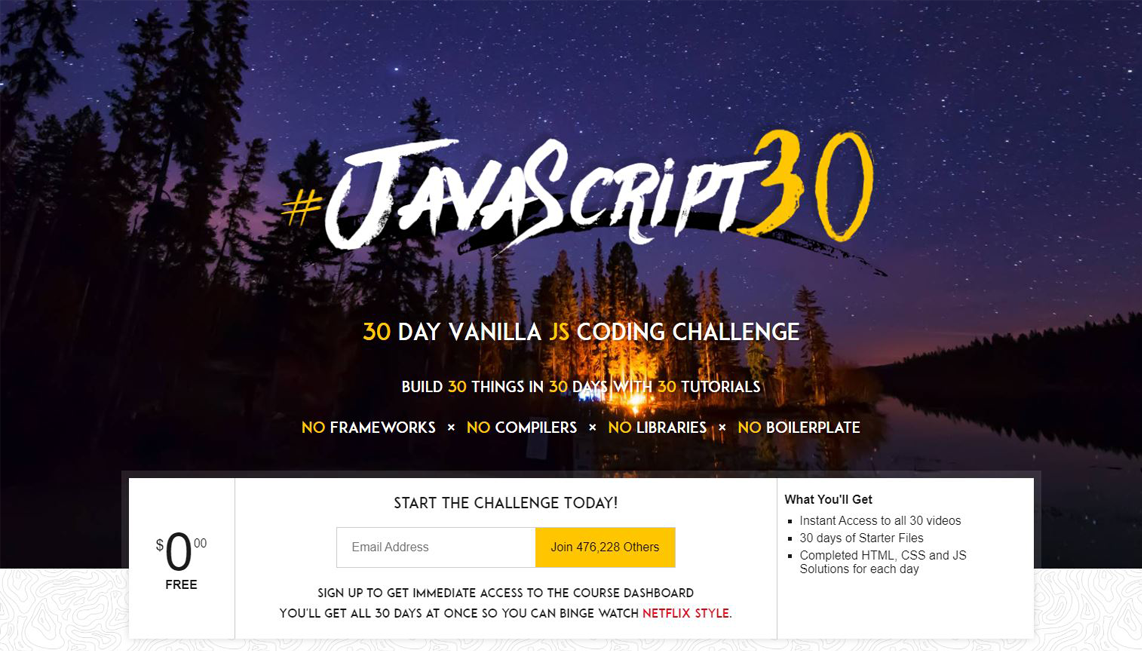 #JAVASCRIPT30
30 DAY VANILLA JS CODING CHALLENGE
BUILD 30 THINGS IN 30 DAYS WITH 30 TUTORIALS
NO FRAMEWORKS × NO COMPILERS × NO LIBRARIES × NO BOILERPLATE
$000
FREE
START THE CHALLENGE TODAY!
Email Address
Join 476,228 Others
SIGN UP TO GET IMMEDIATE ACCESS TO THE COURSE DASHBOARD
YOU'LL GET ALL 30 DAYS AT ONCE SO YOU CAN BINGE WATCH NETFLIX STYLE.
What You'll Get
▪ Instant Access to all 30 videos
▪ 30 days of Starter Files
▪ Completed HTML, CSS and JS
Solutions for each day